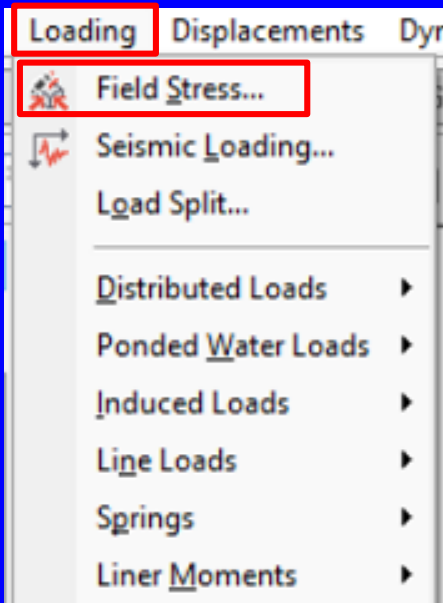 Loading Displacements
Field Stress...
Seismic Loading...
Load Split...
Distributed Loads
Ponded Water Loads
Induced Loads
Line Loads
Springs
Liner Moments